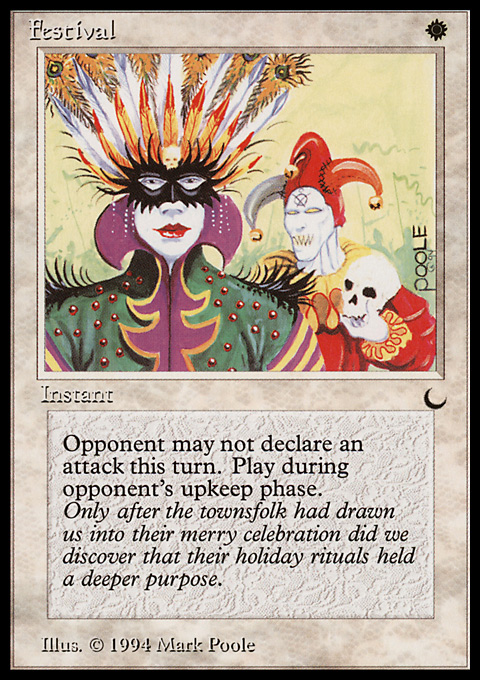 Festival
POOLE
Instant
Opponent may not declare an
attack this turn. Play during
opponent's upkeep phase.
Only after the townsfolk had drawn
us into their merry celebration did we
discover that their holiday rituals held
a deeper purpose.
Illus. © 1994 Mark Poole